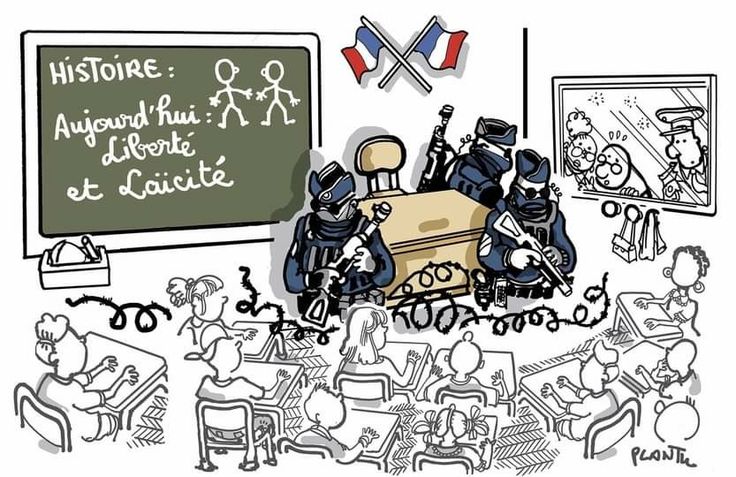 HISTOIRE :
Aujourd'hui :
Liberté
et Laïcité
PLANTU